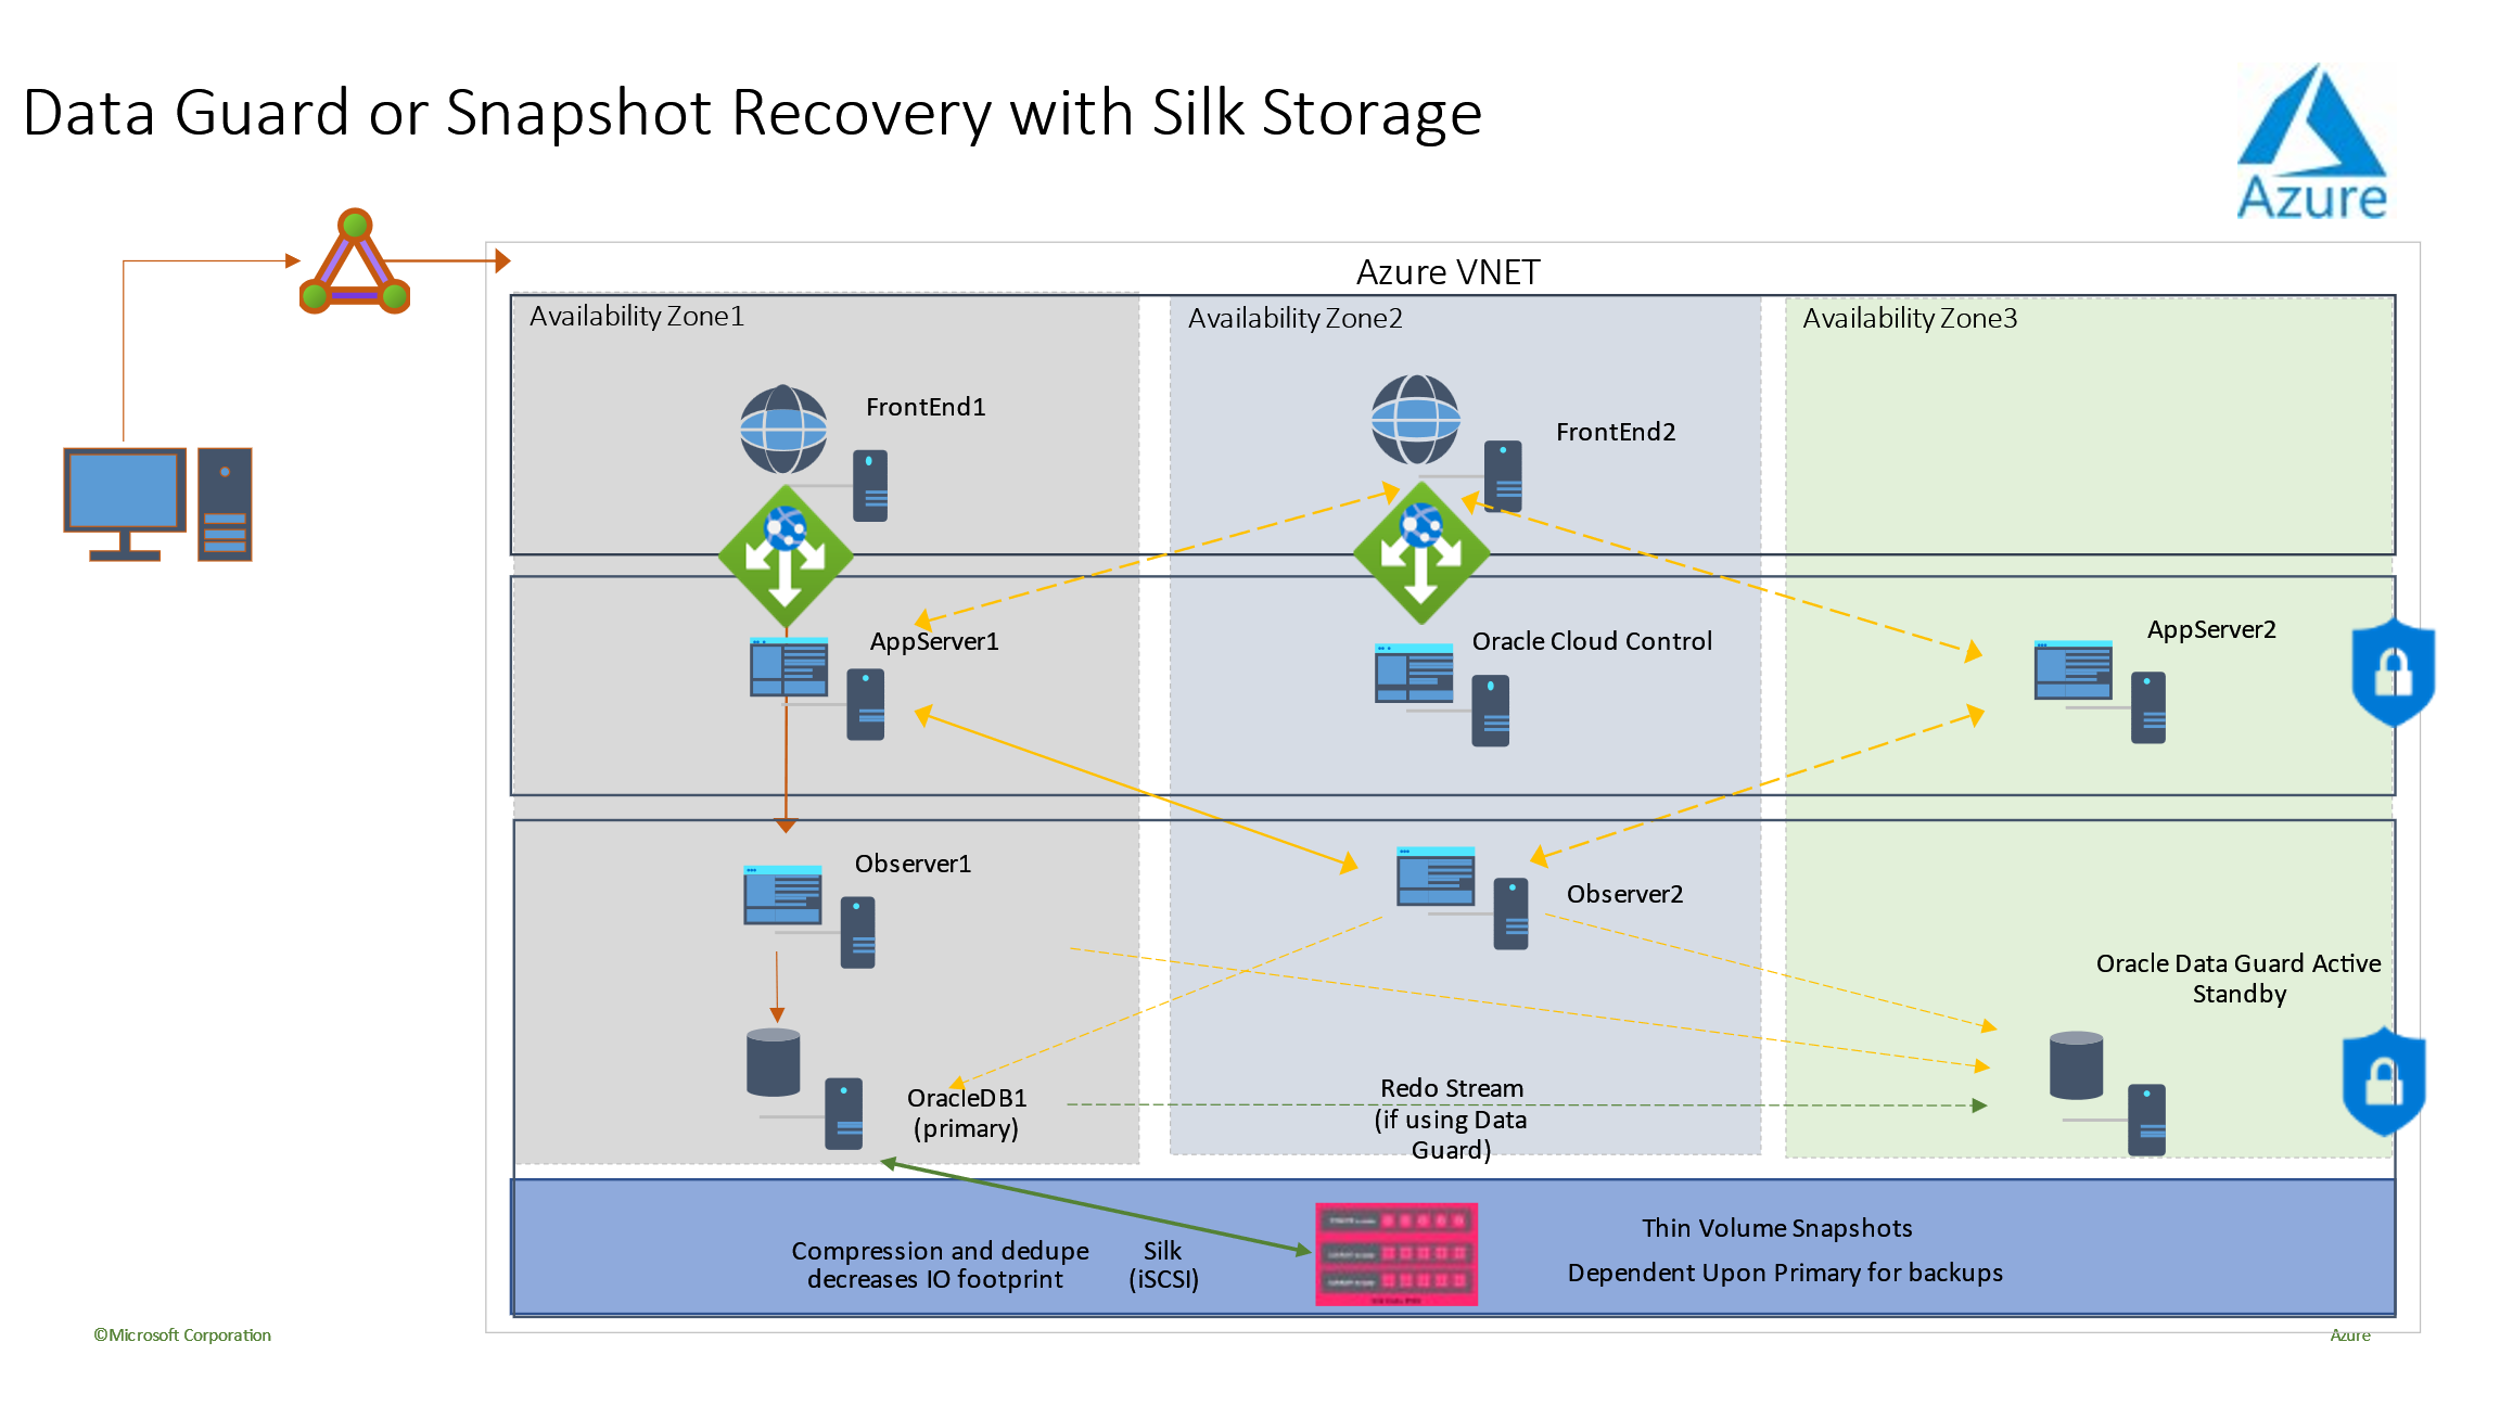 Data Guard or Snapshot Recovery with Silk Storage
Azure
Azure VNET
Availability Zone1
Availability Zone2
Availability Zone3
FrontEnd1
FrontEnd2
AppServer1
Oracle Cloud Control
AppServer2
Observer1
Observer2
Oracle Data Guard Active
Standby
OracleDB1
(primary)
Redo Stream
(if using Data
Guard)
Compression and dedupe
decreases IO footprint
Silk
(iSCSI)
Thin Volume Snapshots
Dependent Upon Primary for backups
©Microsoft Corporation
Azure